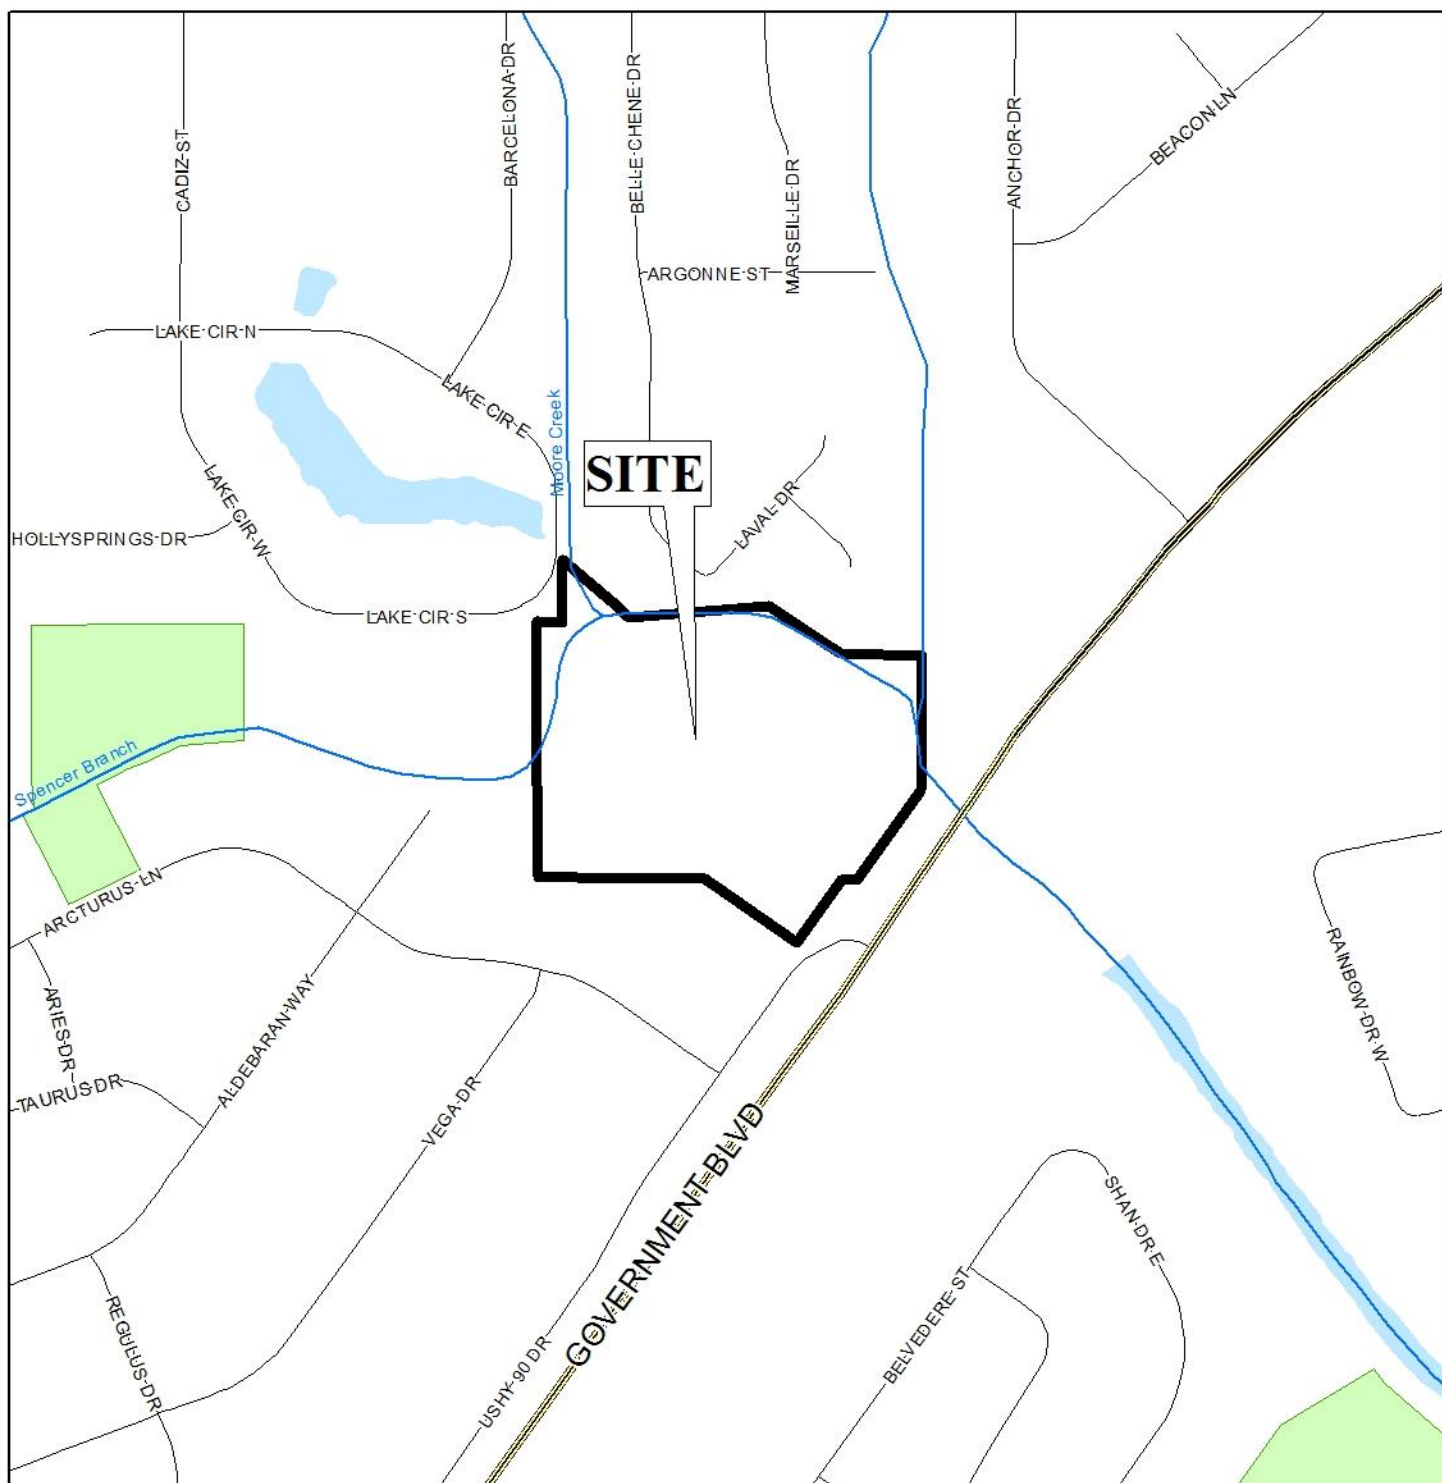 CADIZ ST
BARCELONA DR
BELLE CHENE DR
MARSEILLE DR
ANCHOR DR
BEACON LN
ARGONNE ST
LAKE CIR N
LAKE CIR E
Moore Creek
SITE
LAVAL DR
LAKE CIR W
HOLLYSPRINGS DR
LAKE CIR S
Spencer Branch
ARCTURUS LN
ARIES DR
ALDEBARAN WAY
TAURUS DR
VEGA DR
RAINBOW DR W
GOVERNMENT BLVD
SHAN DR E
BELVEDERE ST
REGULUS DR
USHY 90 DR